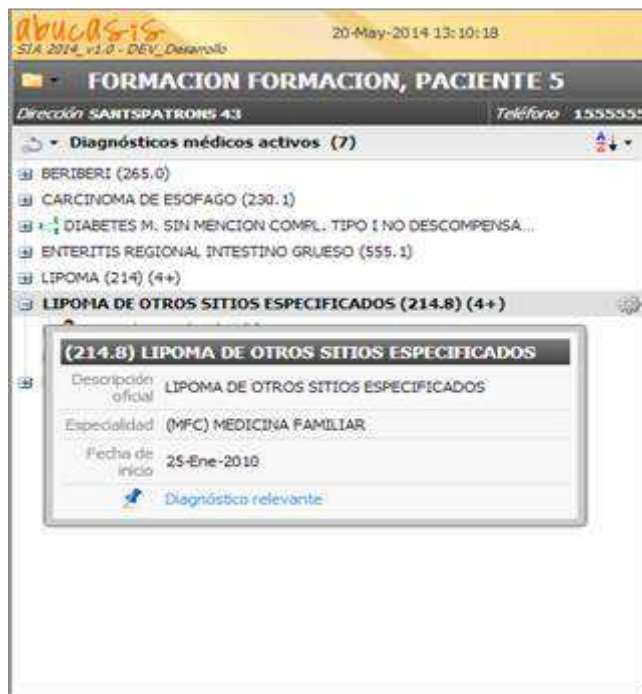 abucasis
20-May-2014 13:10:18
SIA 2014_v1.0 - DEV_Desarrollo
FORMACION FORMACION, PACIENTE 5
Dirección SANTSPATRONS 43 Teléfono 1555555
Diagnósticos médicos activos (7)
BERIBERI (265.0)
CARCINOMA DE ESOFAGO (230.1)
DIABETES M. SIN MENCION COMPL. TIPO I NO DESCOMPENSA...
ENTERITIS REGIONAL INTESTINO GRUESO (555.1)
LIPOMA (214) (4+)
LIPOMA DE OTROS SITIOS ESPECIFICADOS (214.8) (4+)
(214.8) LIPOMA DE OTROS SITIOS ESPECIFICADOS
Descripción oficial LIPOMA DE OTROS SITIOS ESPECIFICADOS
Especialidad (MFC) MEDICINA FAMILIAR
Fecha de inicio 25-Ene-2010
Diagnóstico relevante